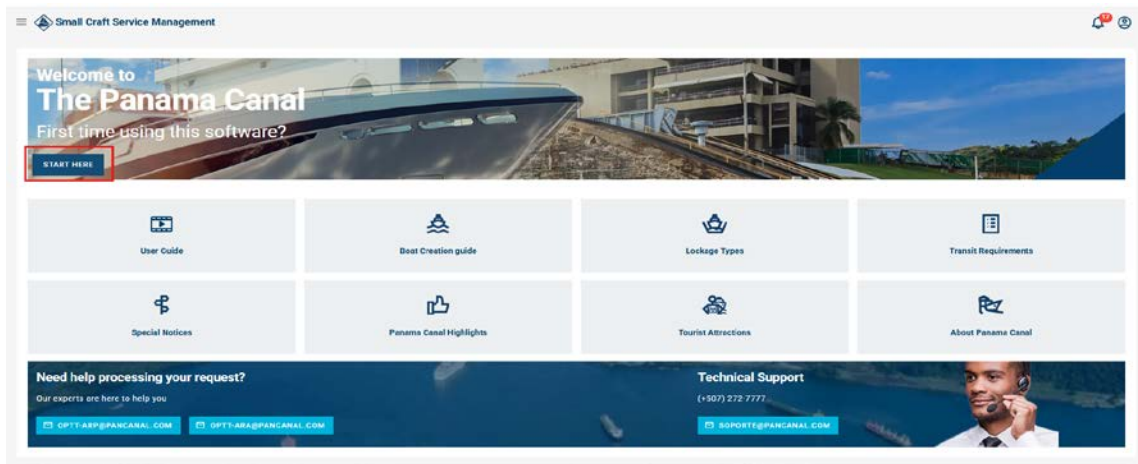 Small Craft Service Management
17
Welcome to
The Panama Canal
First time using this software?
START HERE
User Guide
Boat Creation guide
Lockage Types
Transit Requirements
Special Notices
Panama Canal Highlights
Tourist Attractions
About Panama Canal
Need help processing your request?
Our experts are here to help you
OPTT-ARP@PANCANAL.COM
OPTT-ARA@PANCANAL.COM
Technical Support
(+507) 272-7777
SOPORTE@PANCANAL.COM